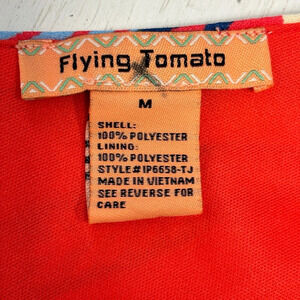 Flying Tomato
M
SHELL:
100% POLYESTER
LINING:
100% POLYESTER
STYLE#IP6658-TJ
MADE IN VIETNAM
SEE REVERSE FOR
CARE